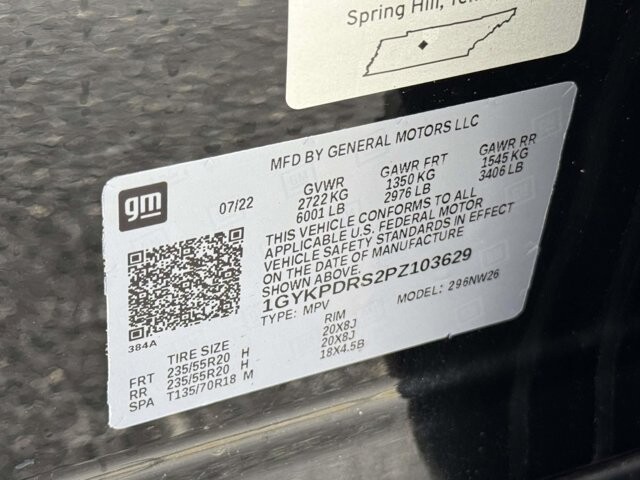 Spring Hill,
MFD BY GENERAL MOTORS LLC
gm
07/22
GVWR GAWR FRT GAWR RR
2722 KG 1350 KG 1545 KG
6001 LB 2976 LB 3406 LB
THIS VEHICLE CONFORMS TO ALL
APPLICABLE U.S. FEDERAL MOTOR
VEHICLE SAFETY STANDARDS IN EFFECT
ON THE DATE OF MANUFACTURE
SHOWN ABOVE.
1GYKPDRS2PZ103629
TYPE: MPV MODEL: 296NW26
384A
TIRE SIZE RIM
FRT 235/55R20 H 20X8J
RR 235/55R20 H 20X8J
SPA T135/70R18 M 18X4.5B